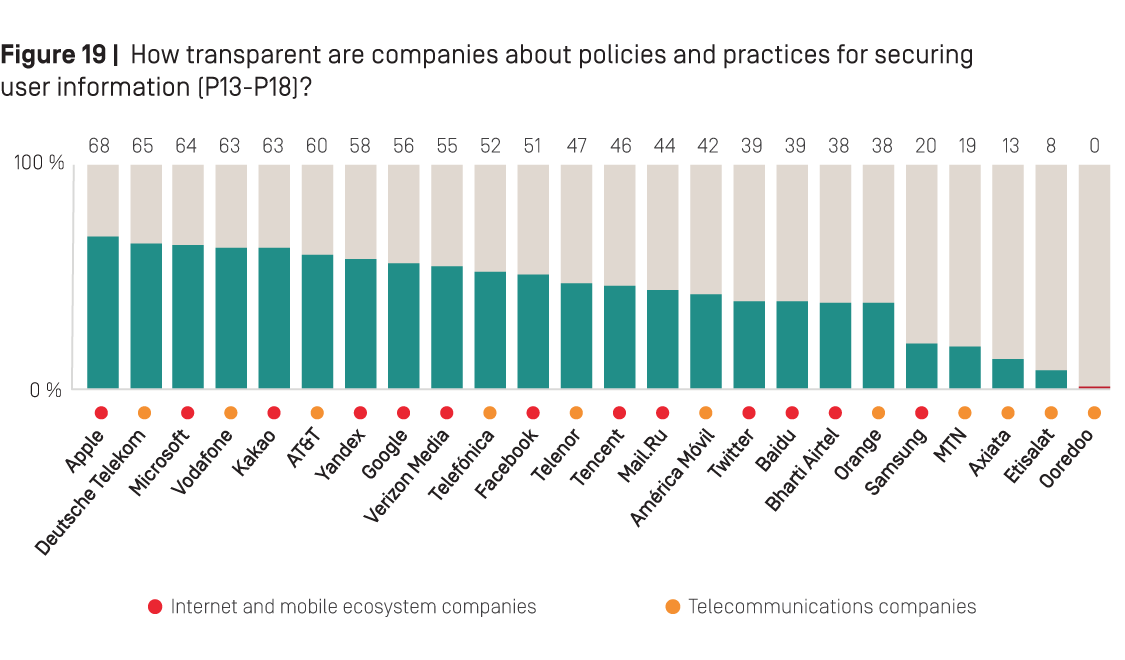 Figure 19 | How transparent are companies about policies and practices for securing
user information (P13-P18)?
68 65 64 63 63 60 58 56 55 52 51 47 46 44 42 39 39 38 38 20 19 13 8 0
100 %
0 %
Apple
Deutsche Telekom
Microsoft
Vodafone
Kakao
AT&T
Yandex
Google
Verizon Media
Telefónica
Facebook
Telenor
Tencent
Mail.Ru
América Móvil
Twitter
Baidu
Bharti Airtel
Orange
Samsung
MTN
Axiata
Etisalat
Ooredoo
Internet and mobile ecosystem companies
Telecommunications companies